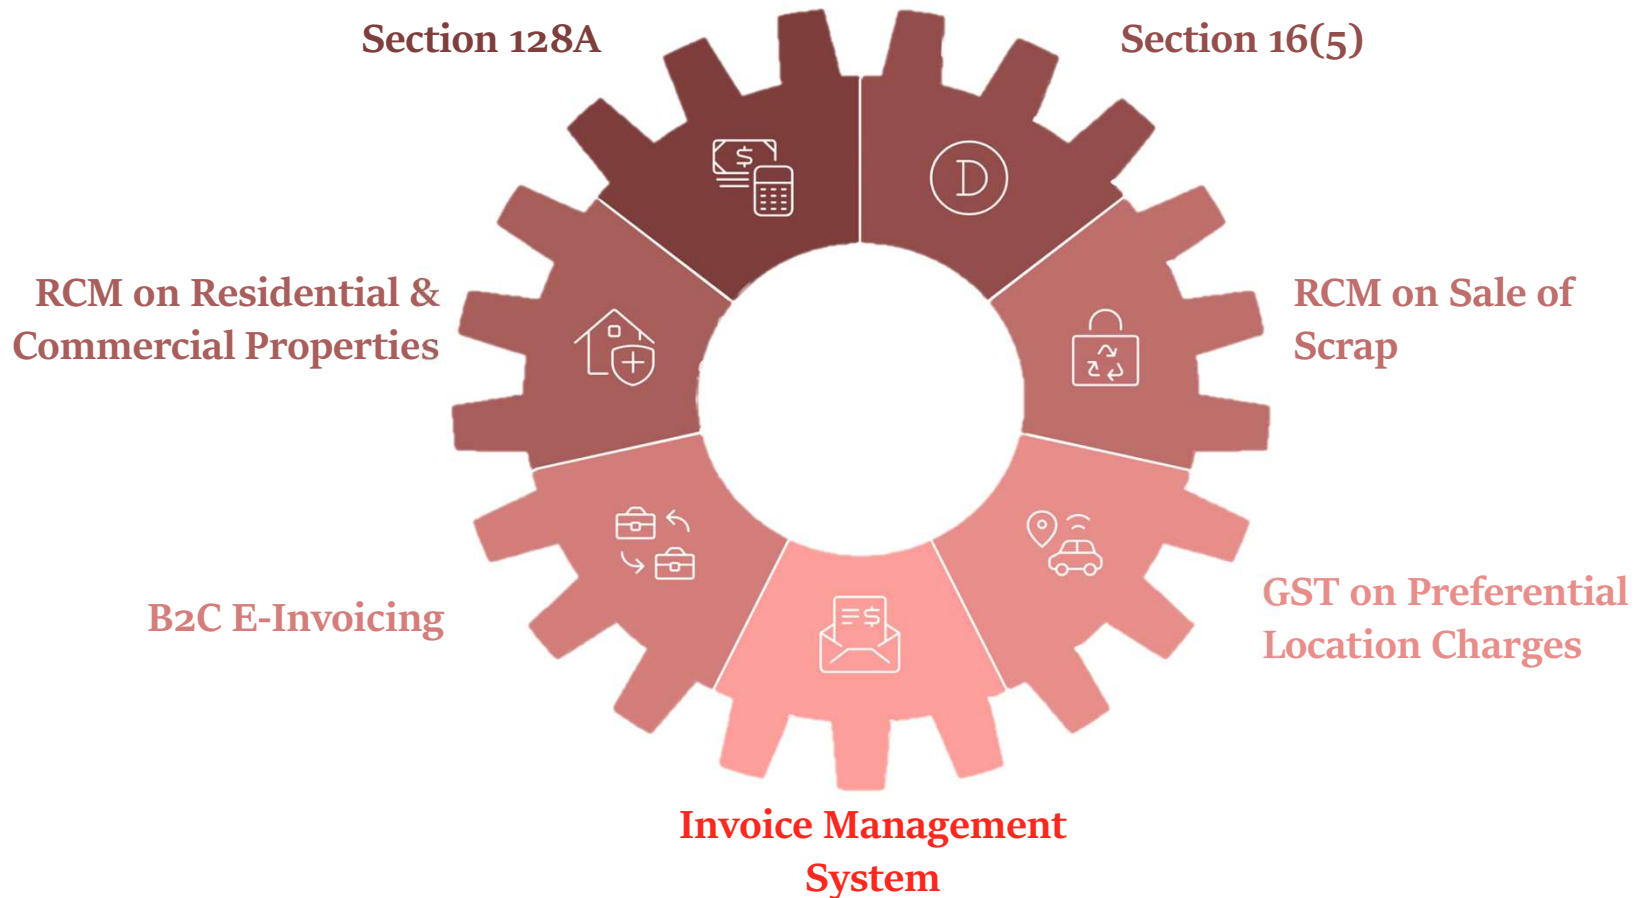 Section 128A
Section 16(5)
RCM on Residential &
Commercial Properties
RCM on Sale of
Scrap
B2C E-Invoicing
GST on Preferential
Location Charges
Invoice Management
System
$
D
$